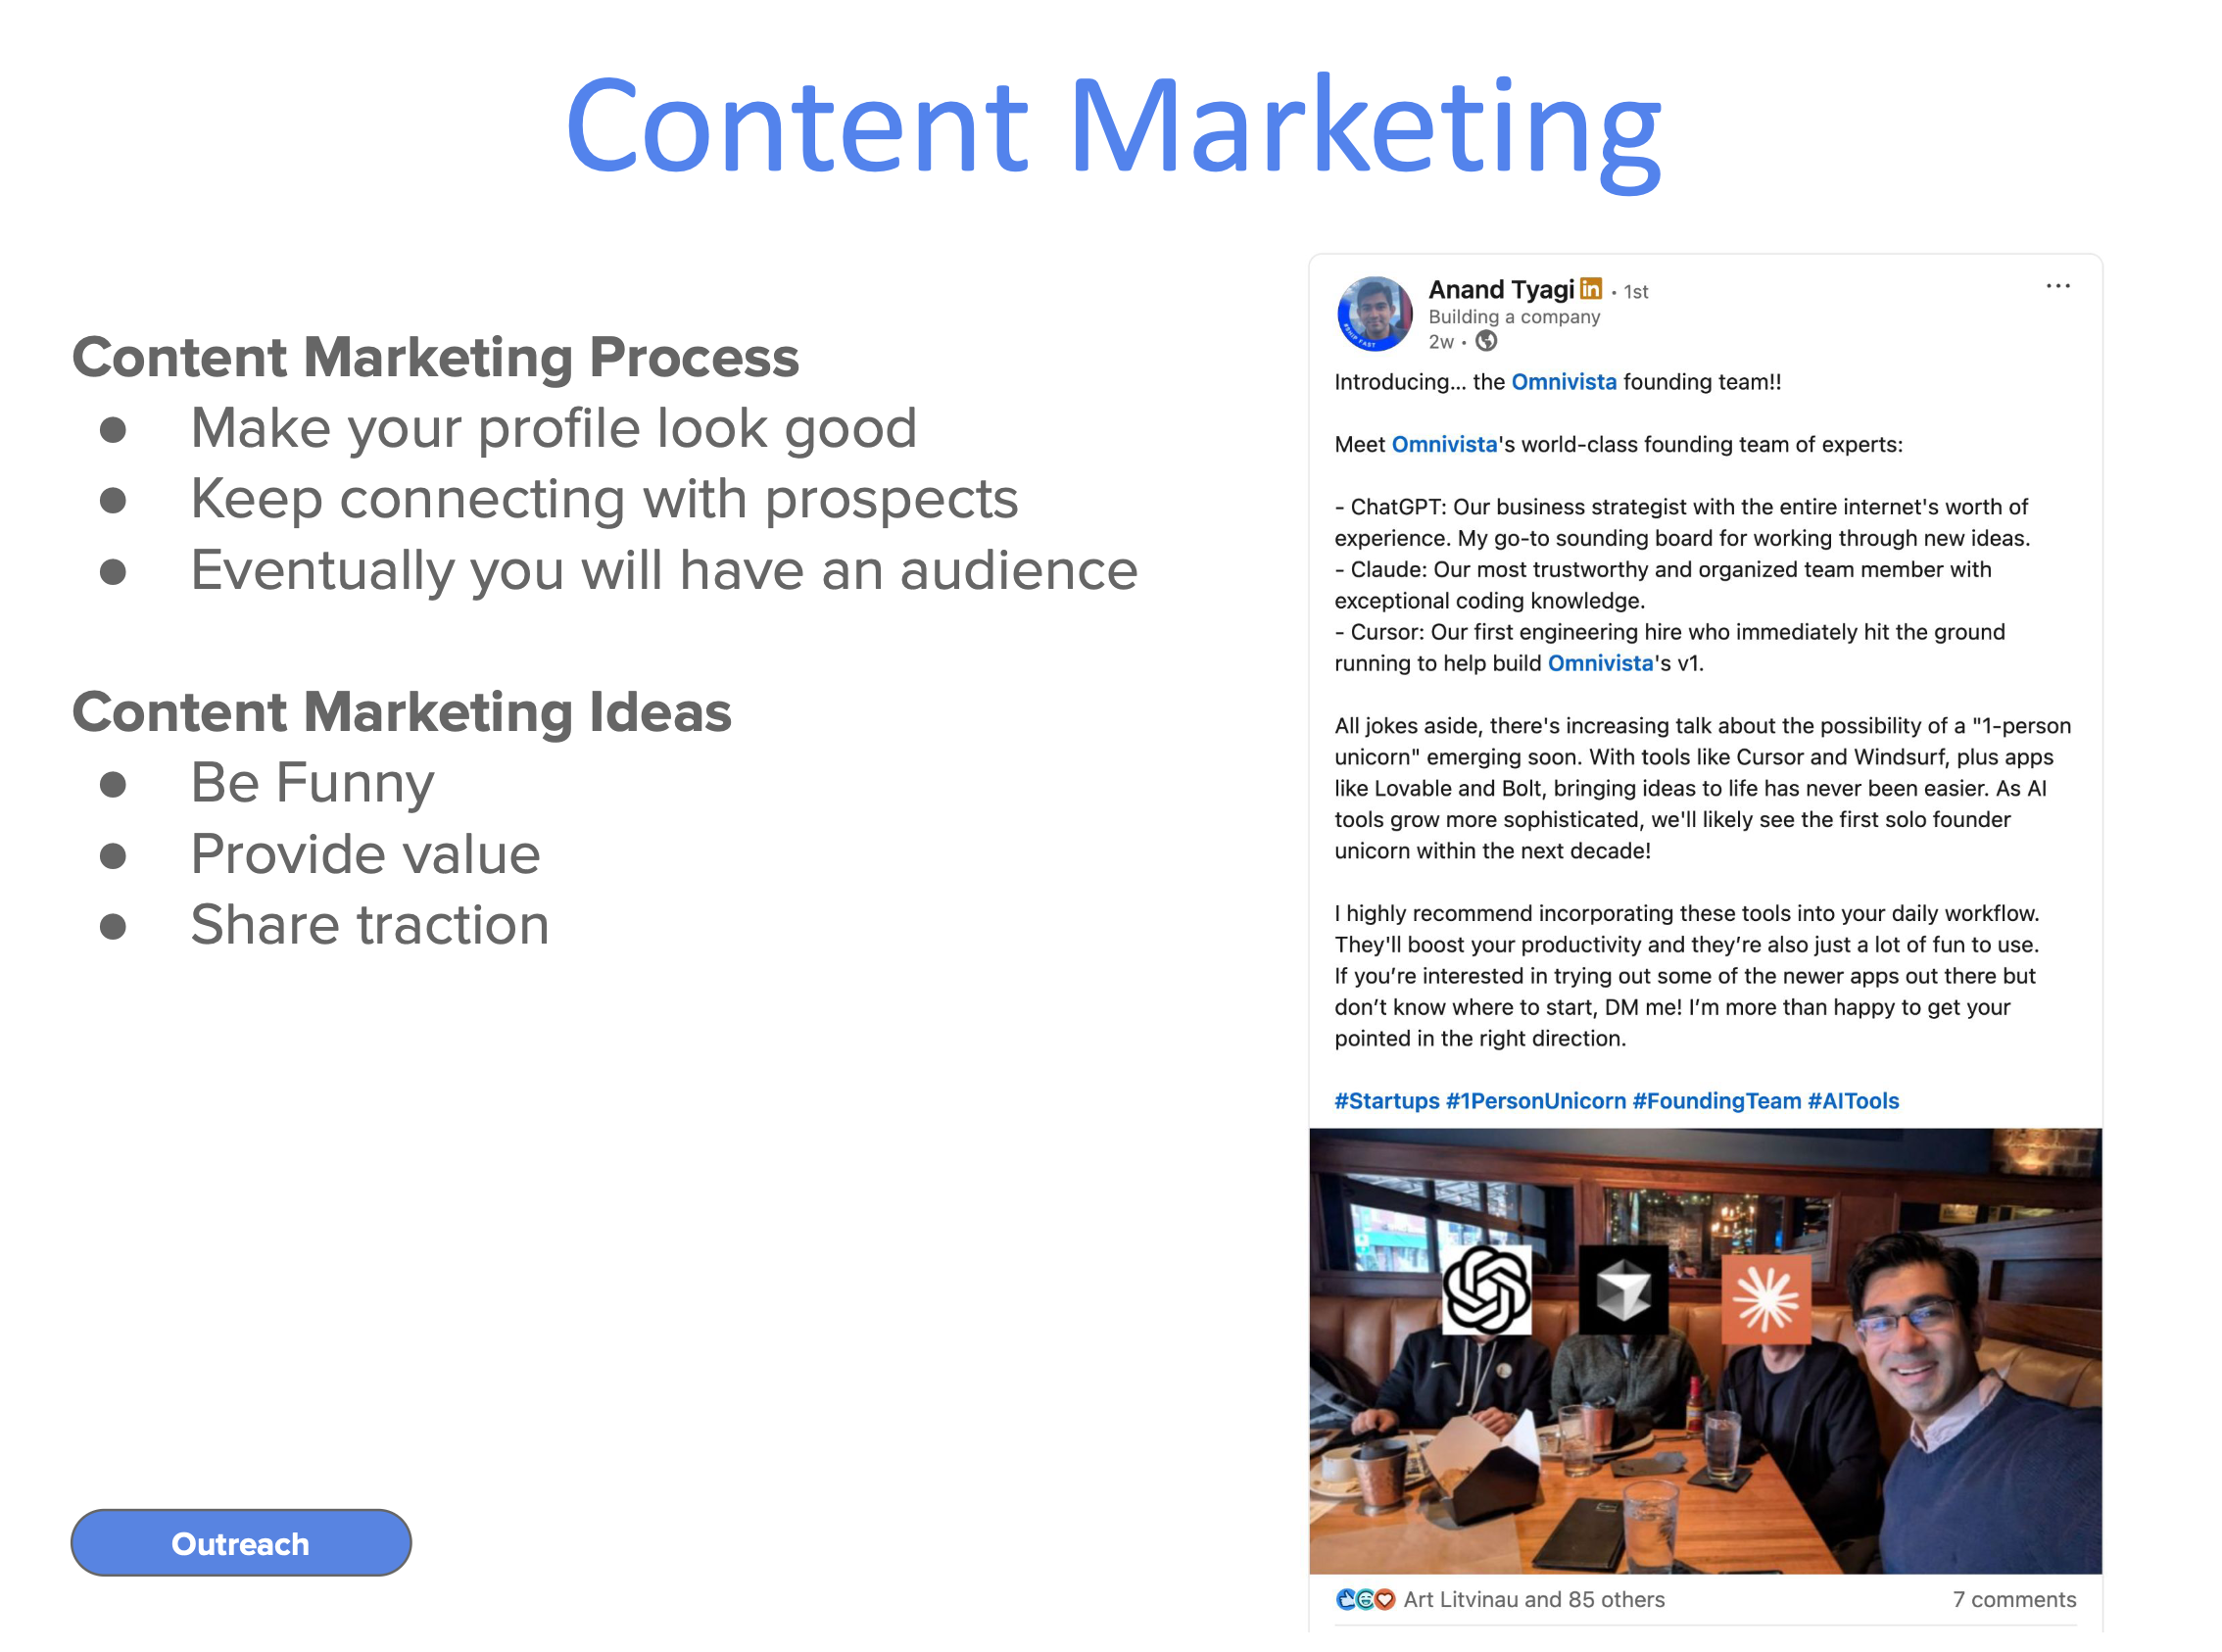 Content Marketing
Content Marketing Process
● Make your profile look good
● Keep connecting with prospects
● Eventually you will have an audience
Content Marketing Ideas
● Be Funny
● Provide value
● Share traction
Outreach
Anand Tyagi in • 1st
Building a company
2w •
Introducing... the Omnivista founding team!!
Meet Omnivista's world-class founding team of experts:
- ChatGPT: Our business strategist with the entire internet's worth of
experience. My go-to sounding board for working through new ideas.
- Claude: Our most trustworthy and organized team member with
exceptional coding knowledge.
- Cursor: Our first engineering hire who immediately hit the ground
running to help build Omnivista's v1.
All jokes aside, there's increasing talk about the possibility of a "1-person
unicorn" emerging soon. With tools like Cursor and Windsurf, plus apps
like Lovable and Bolt, bringing ideas to life has never been easier. As AI
tools grow more sophisticated, we'll likely see the first solo founder
unicorn within the next decade!
I highly recommend incorporating these tools into your daily workflow.
They'll boost your productivity and they’re also just a lot of fun to use.
If you’re interested in trying out some of the newer apps out there but
don’t know where to start, DM me! I’m more than happy to get your
pointed in the right direction.
#Startups #1PersonUnicorn #FoundingTeam #AITools
Art Litvinau and 85 others
7 comments